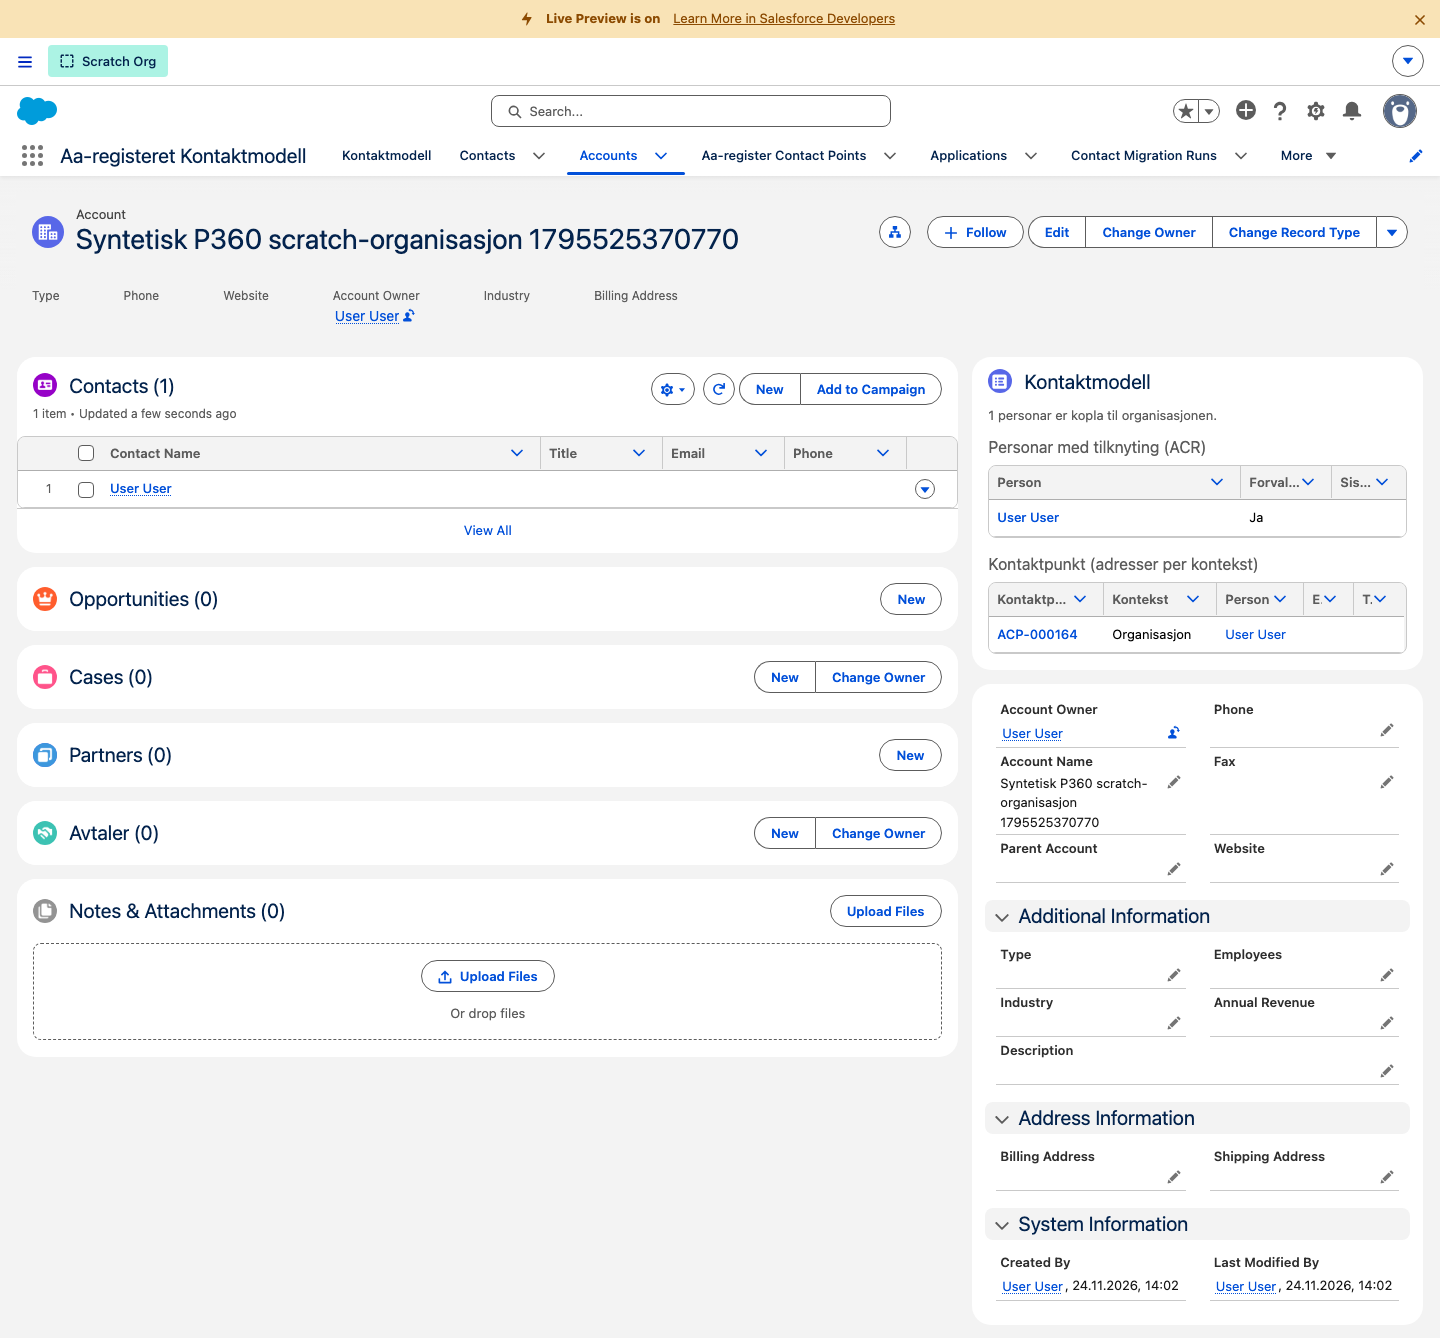 Live Preview is on Learn More in Salesforce Developers
Scratch Org
Search...
Aa-registeret Kontaktmodell
Kontaktmodell
Contacts
Accounts
Aa-register Contact Points
Applications
Contact Migration Runs
More
Account
Syntetisk P360 scratch-organisasjon 1795525370770
Follow
Edit
Change Owner
Change Record Type
Type
Phone
Website
Account Owner
User User
Industry
Billing Address
Contacts (1)
1 item • Updated a few seconds ago
New
Add to Campaign
Contact Name
Title
Email
Phone
1
User User
View All
Opportunities (0)
New
Cases (0)
New
Change Owner
Partners (0)
New
Avtaler (0)
New
Change Owner
Notes & Attachments (0)
Upload Files
Upload Files
Or drop files
Kontaktmodell
1 personar er kopla til organisasjonen.
Personar med tilknyting (ACR)
Person
Forval...
Sis...
User User
Ja
Kontaktpunkt (adresser per kontekst)
Kontaktp...
Kontekst
Person
E.
T.
ACP-000164
Organisasjon
User User
Account Owner
User User
Phone
Account Name
Syntetisk P360 scratch-
organisasjon
1795525370770
Fax
Parent Account
Website
Additional Information
Type
Employees
Industry
Annual Revenue
Description
Address Information
Billing Address
Shipping Address
System Information
Created By
User User, 24.11.2026, 14:02
Last Modified By
User User, 24.11.2026, 14:02